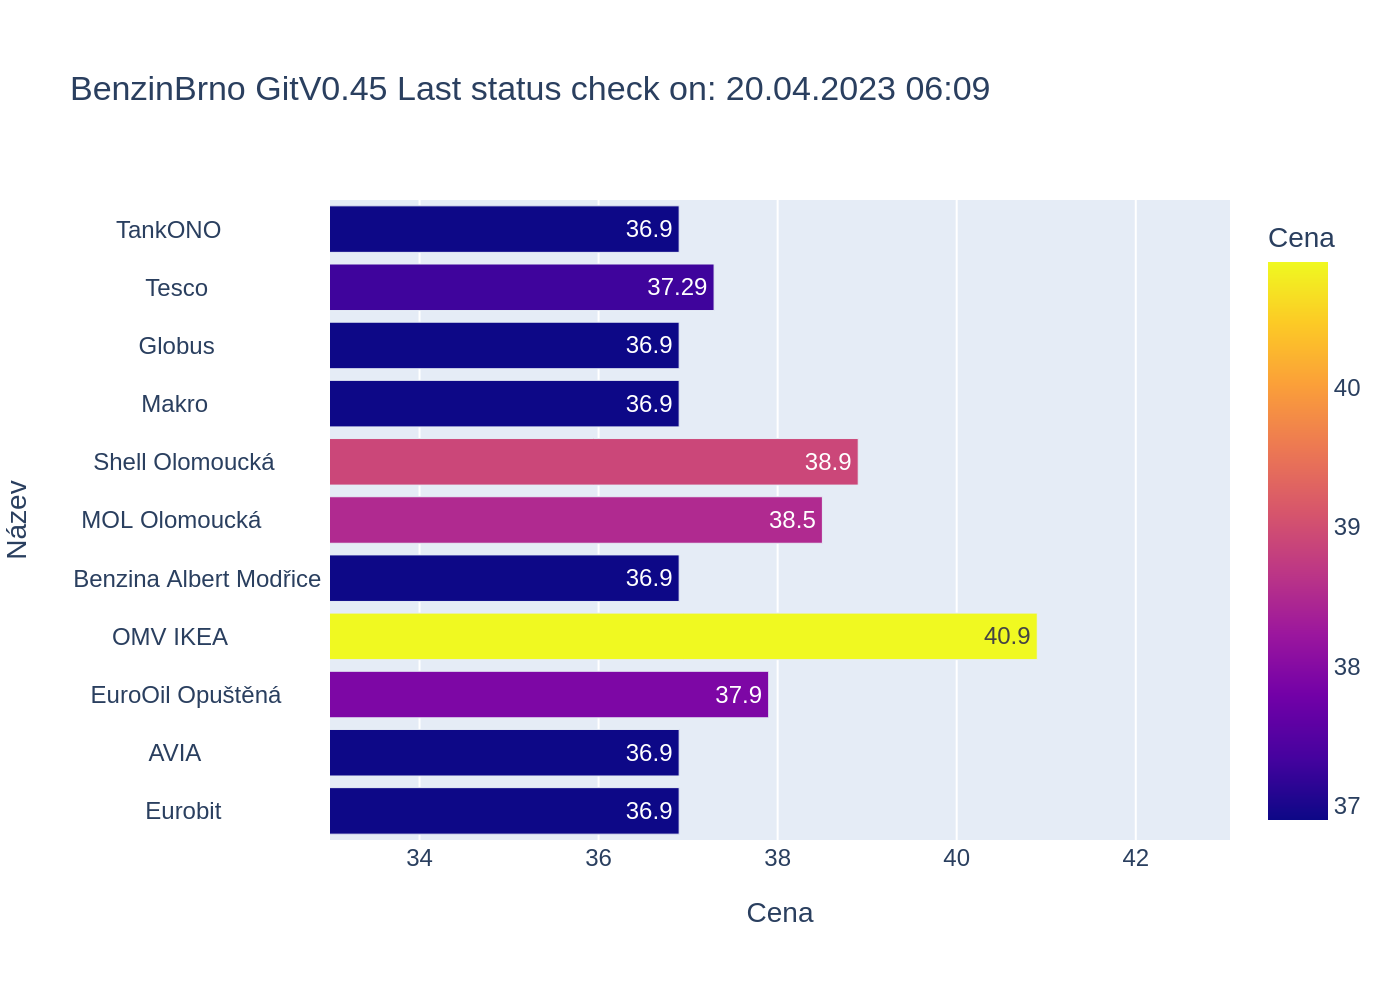 BenzinBrno GitV0.45 Last status check on: 20.04.2023 06:09
TankONO 36.9
Tesco 37.29
Globus 36.9
Makro 36.9
Shell Olomoucká 38.9
MOL Olomoucká 38.5
Benzina Albert Modřice 36.9
OMV IKEA 40.9
EuroOil Opuštěná 37.9
AVIA 36.9
Eurobit 36.9
Název
34 36 38 40 42
Cena
Cena
40
39
38
37